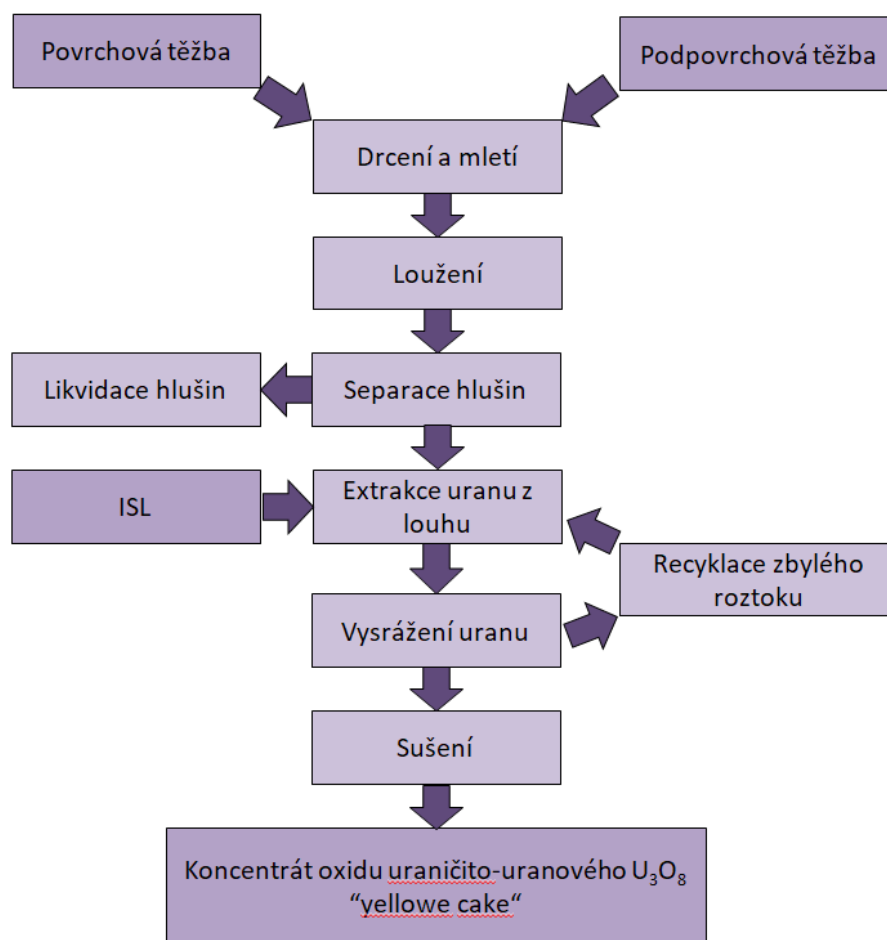 Povrchová těžba
Podpovrchová těžba
Drcení a mletí
Loužení
Likvidace hlušin
Separace hlušin
ISL
Extrakce uranu z
louhu
Recyklace zbylého
roztoku
Vysrážení uranu
Sušení
Koncentrát oxidu uraničito-uranového U₃O₈
“yellowe cake“